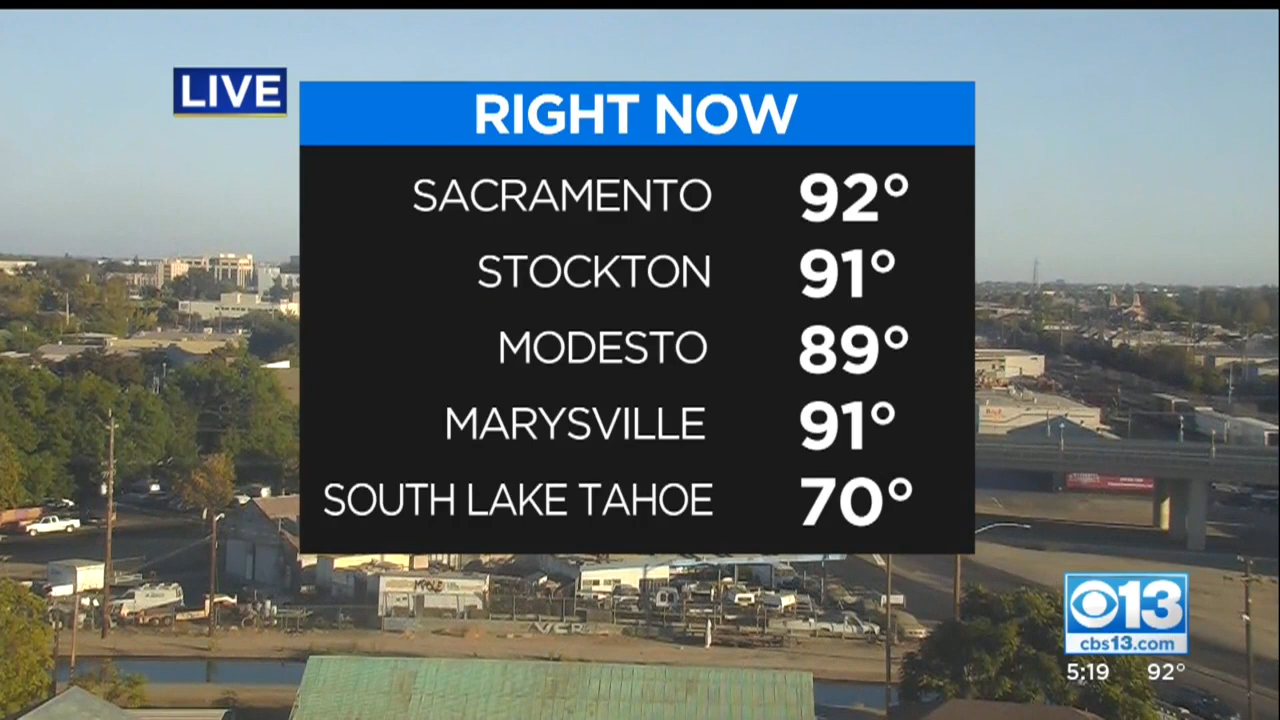 LIVE
RIGHT NOW
SACRAMENTO 92°
STOCKTON 91°
MODESTO 89°
MARYSVILLE 91°
SOUTH LAKE TAHOE 70°
13
cbs13.com
5:19 92°